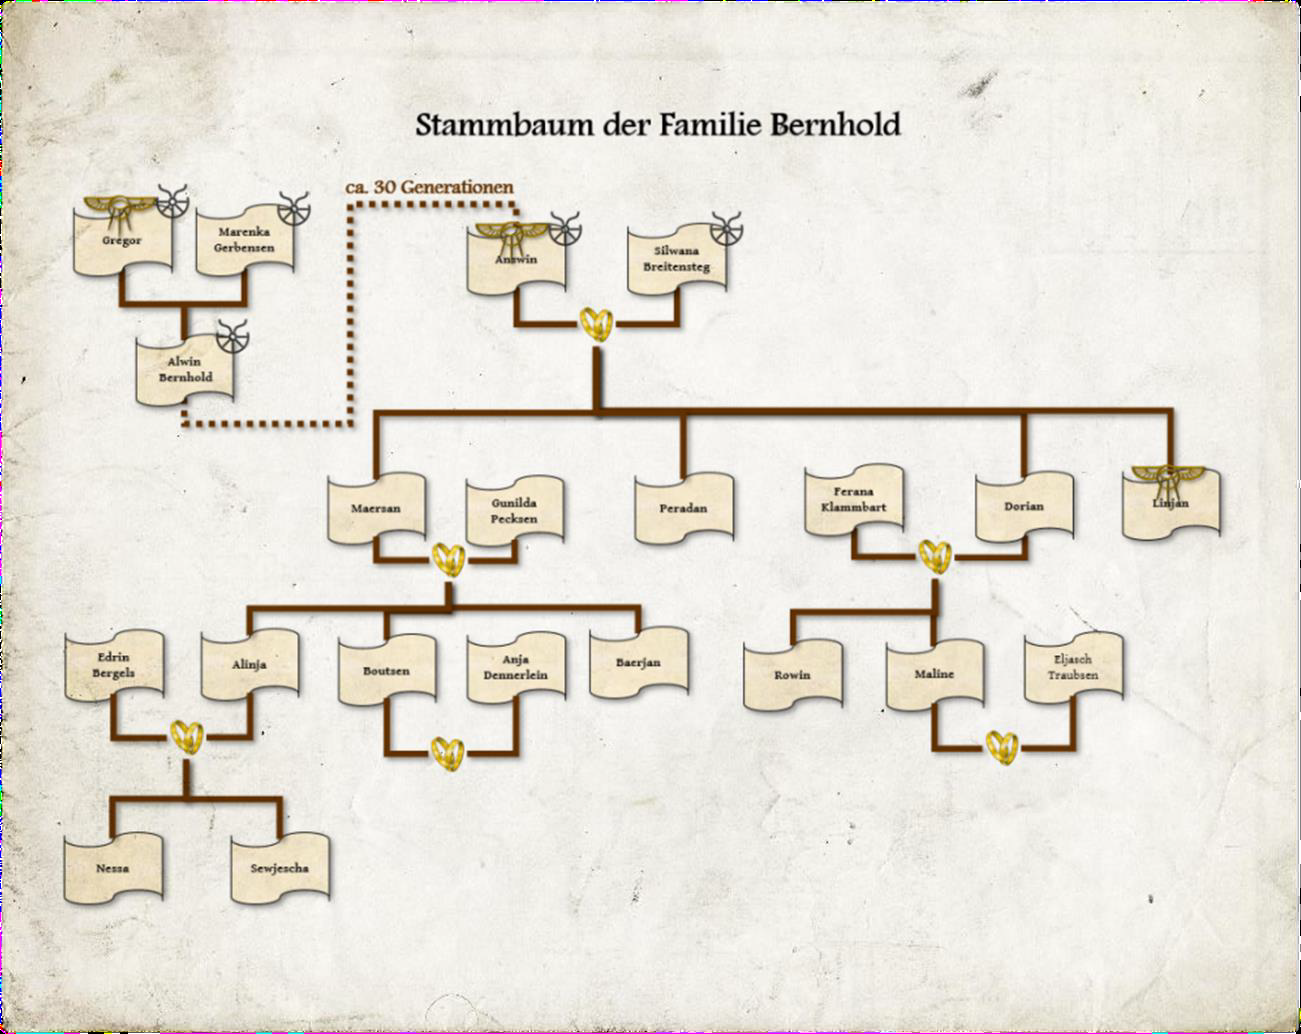 Stammbaum der Familie Bernhold
ca. 30 Generationen
Gregor
Marenka
Gerbensen
Answin
Silwana
Breitensteg
Alwin
Bernhold
Maersan
Gunilda
Pecksen
Peradan
Ferana
Klammbart
Dorian
Linjan
Edrin
Bergels
Alinja
Boutsen
Anja
Dennerlein
Baerjan
Rowin
Maline
Eljasch
Traubsen
Nessa
Sewjescha